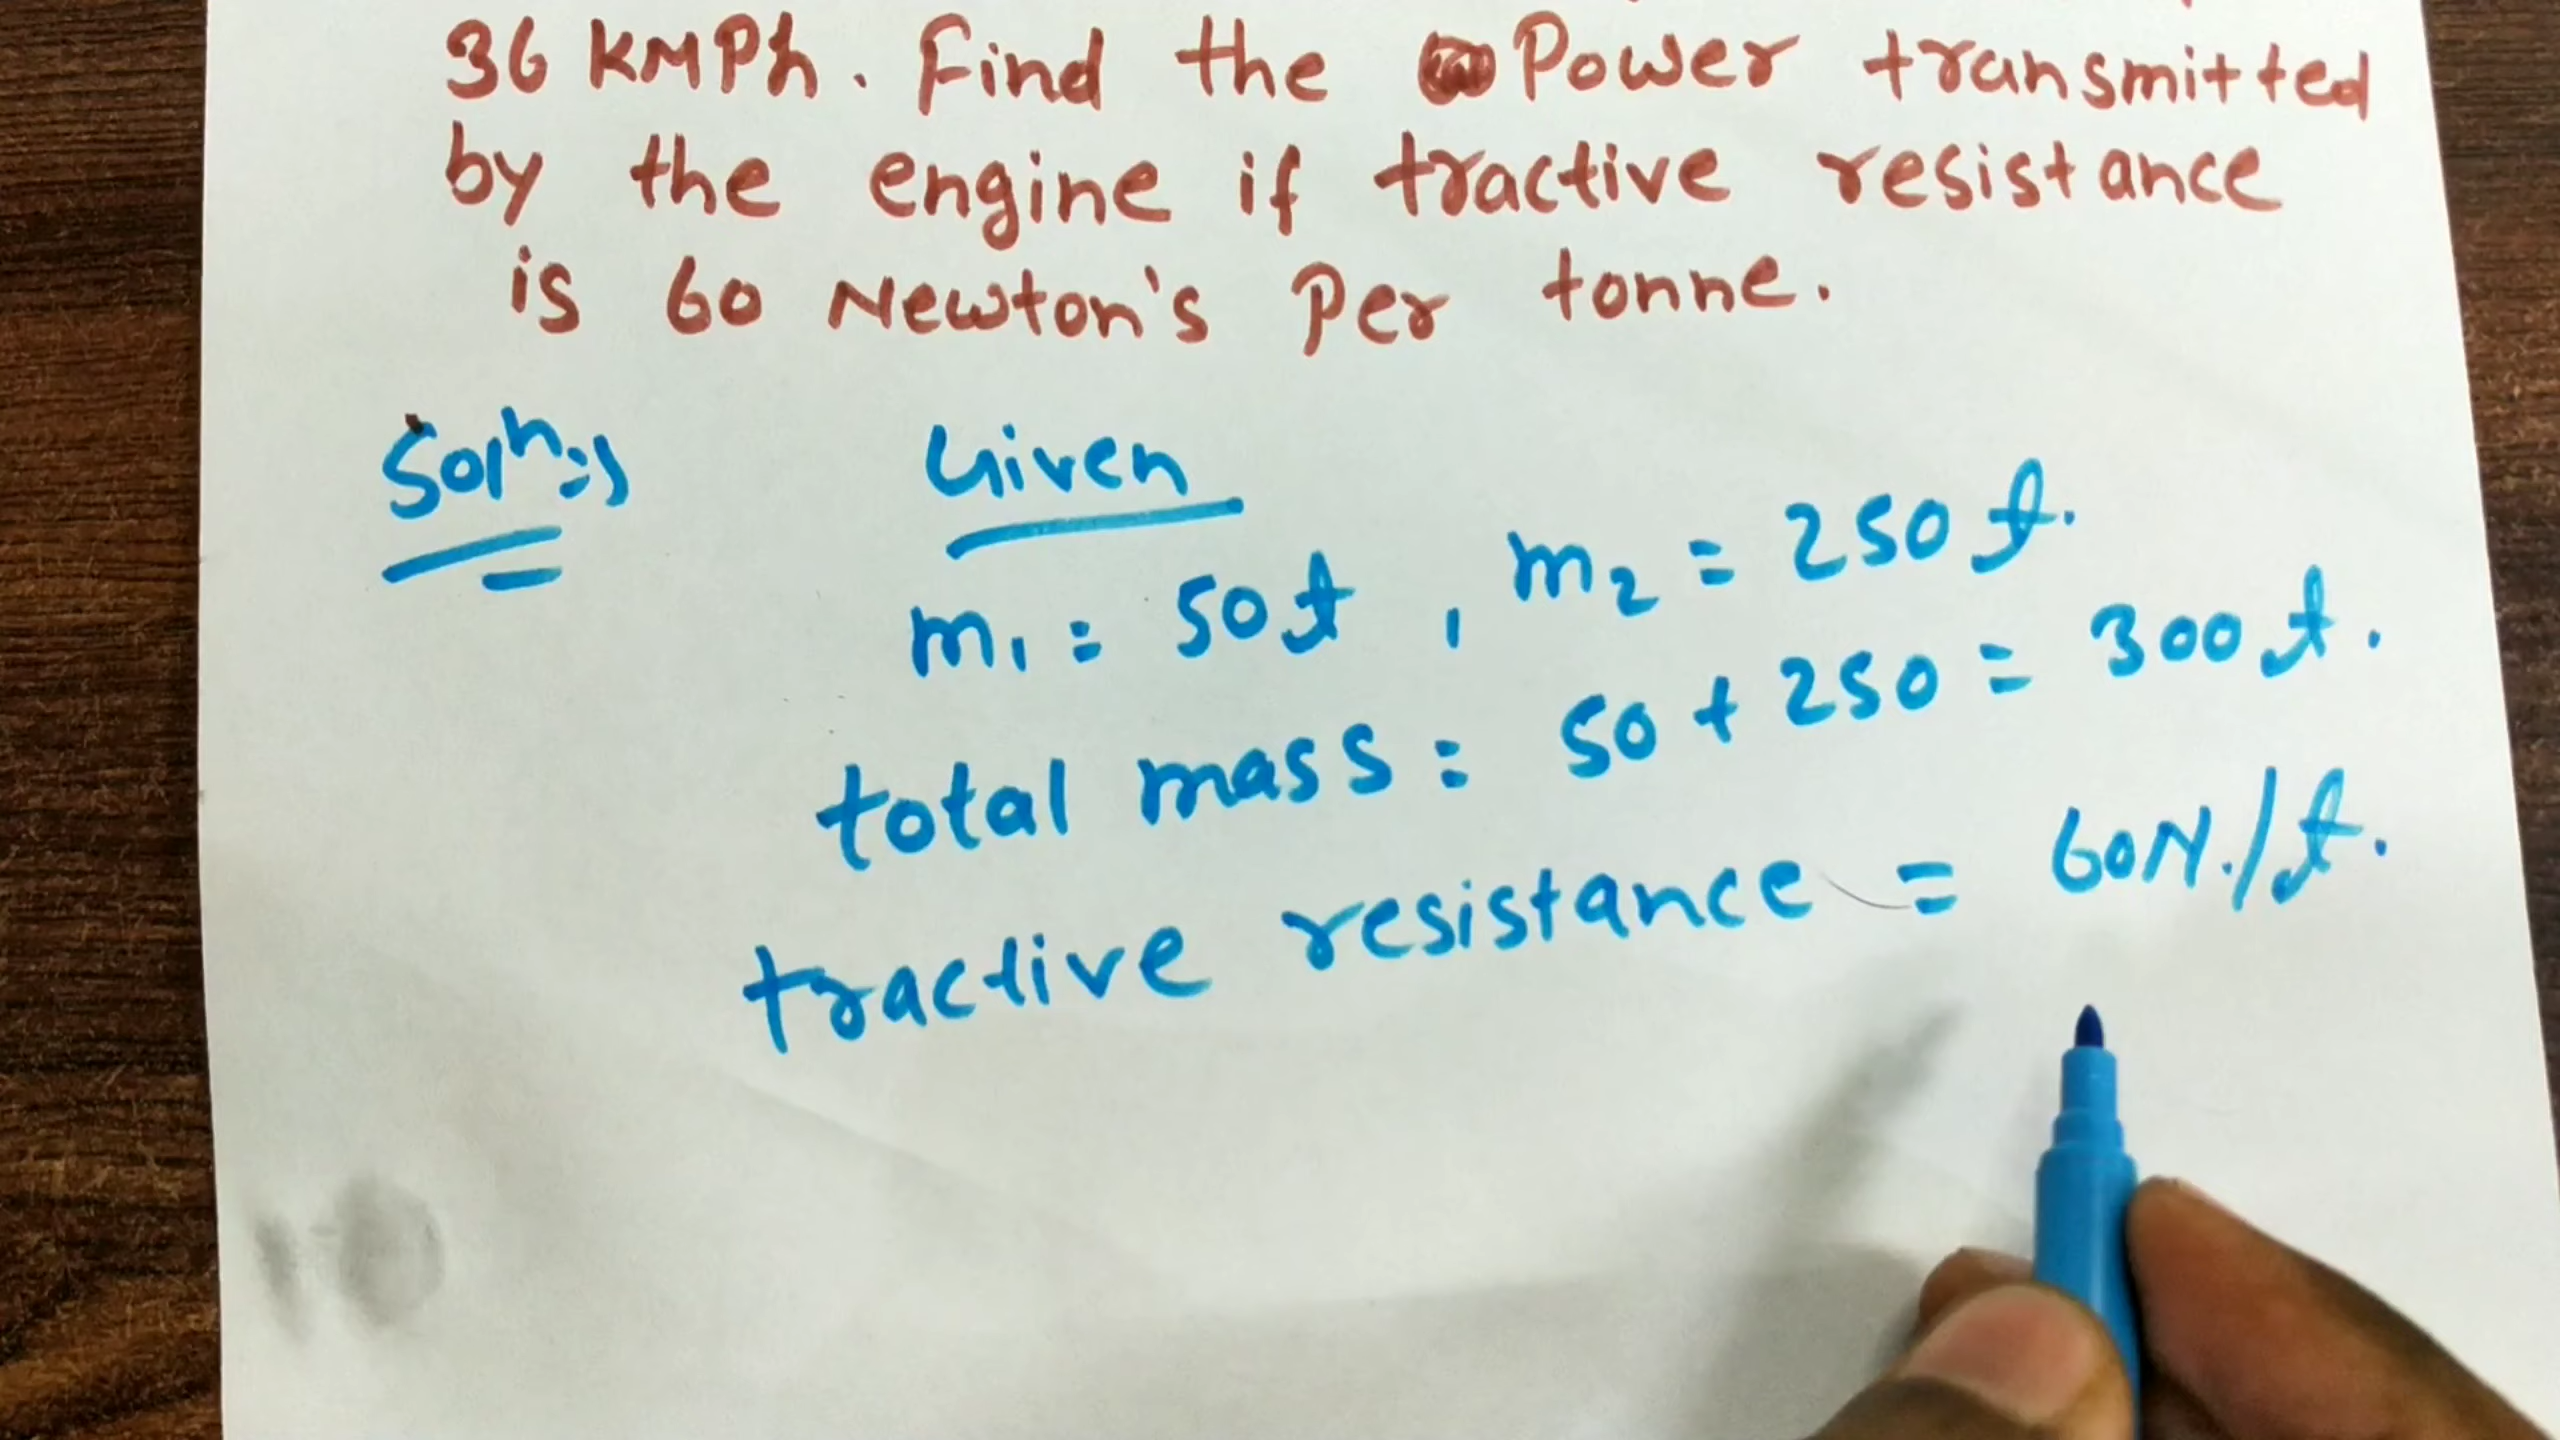 36 KMPh. Find the Power transmitted
by the engine if tractive resistance
is 60 Newton's Per tonne.
Soln:)
Given
m1 = 50t, m2 = 250t.
total mass = 50 + 250 = 300t.
tractive resistance = 60N./t.